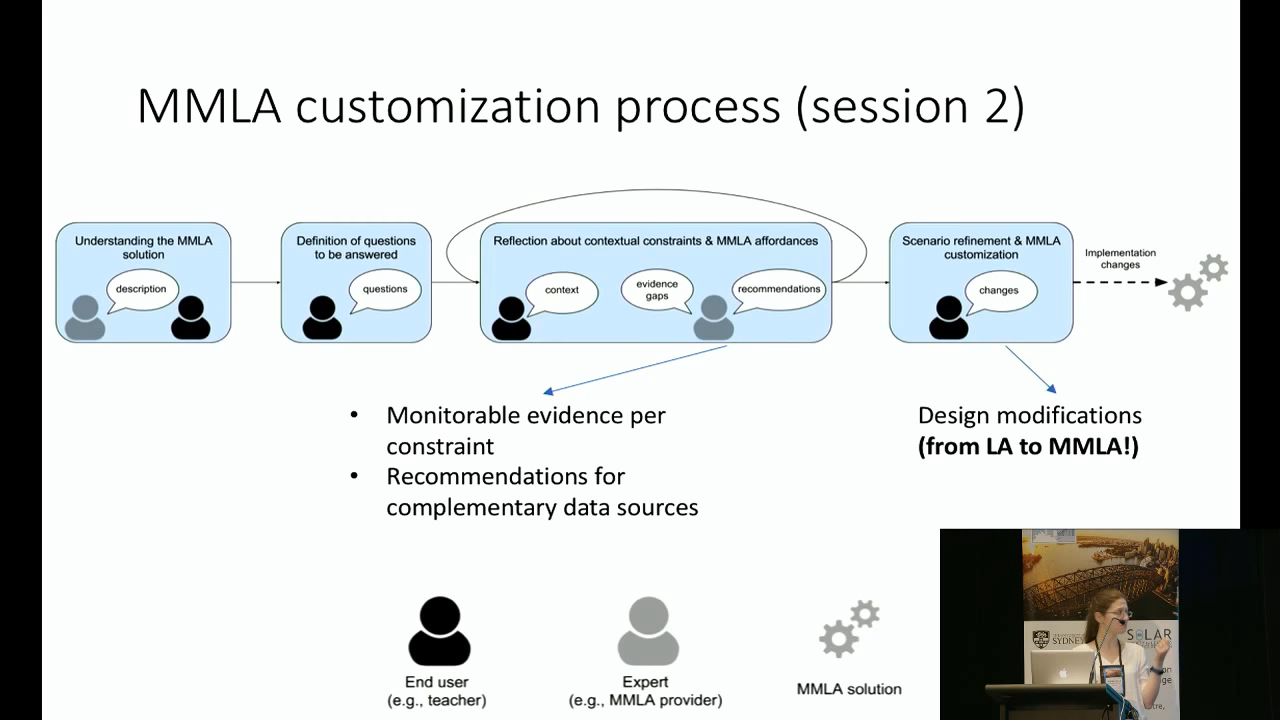 MMLA customization process (session 2)
Understanding the MMLA
solution
description
Definition of questions
to be answered
questions
Reflection about contextual constraints & MMLA affordances
context
evidence
gaps
recommendations
Scenario refinement & MMLA
customization
changes
Implementation
changes
• Monitorable evidence per
constraint
• Recommendations for
complementary data sources
Design modifications
(from LA to MMLA!)
End user
(e.g., teacher)
Expert
(e.g., MMLA provider)
MMLA solution
SYDNEY
SOLAR